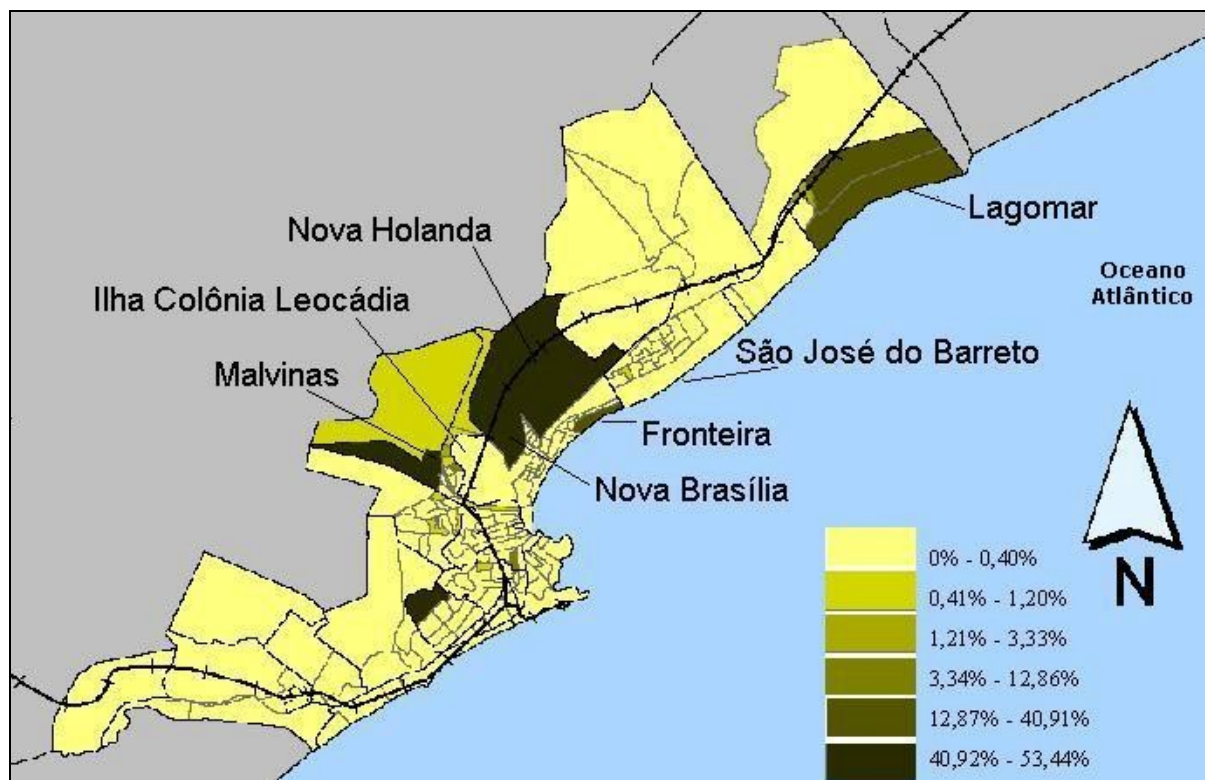 Nova Holanda
Ilha Colônia Leocádia
Malvinas
Lagomar
Oceano
Atlântico
São José do Barreto
Fronteira
Nova Brasília
0% - 0,40%
0,41% - 1,20%
1,21% - 3,33%
3,34% - 12,86%
12,87% - 40,91%
40,92% - 53,44%
N